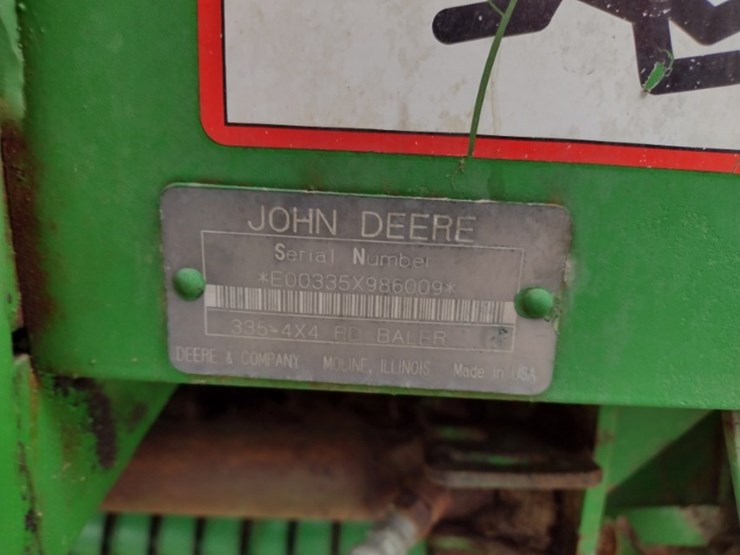 JOHN DEERE
Serial Number
*E00335X986009*
335-4X4 RD BALER
DEERE & COMPANY MOLINE, ILLINOIS Made in USA